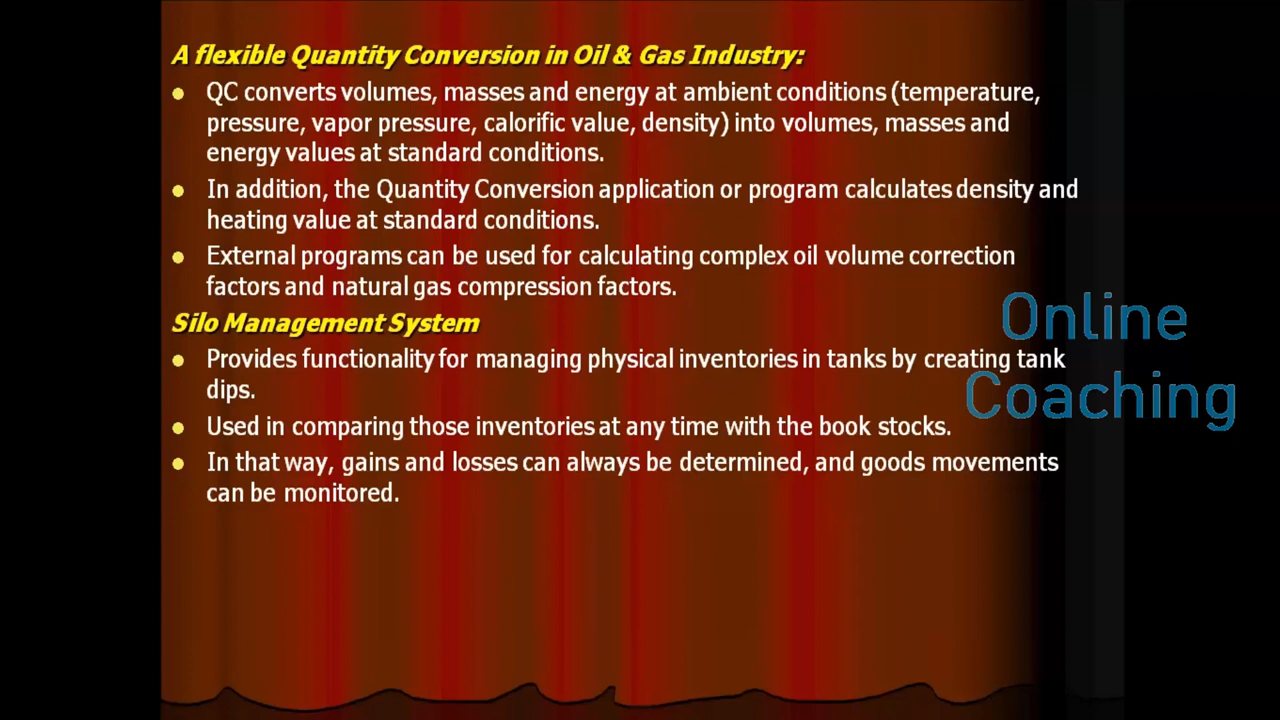 A flexible Quantity Conversion in Oil & Gas Industry:
QC converts volumes, masses and energy at ambient conditions (temperature,
pressure, vapor pressure, calorific value, density) into volumes, masses and
energy values at standard conditions.
In addition, the Quantity Conversion application or program calculates density and
heating value at standard conditions.
External programs can be used for calculating complex oil volume correction
factors and natural gas compression factors.
Silo Management System
Provides functionality for managing physical inventories in tanks by creating tank
dips.
Used in comparing those inventories at any time with the book stocks.
In that way, gains and losses can always be determined, and goods movements
can be monitored.
Online
Coaching